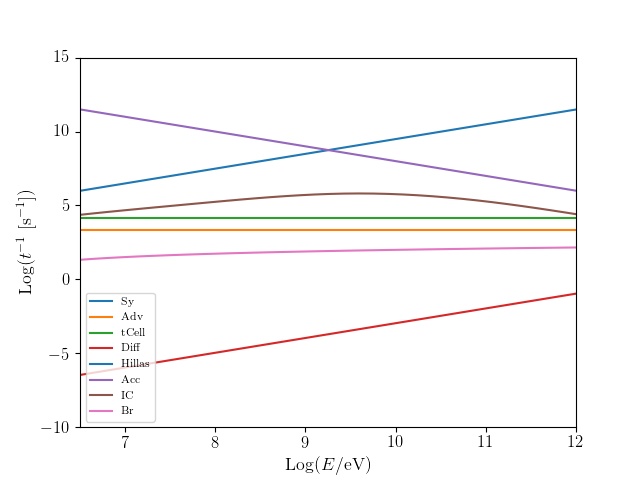 15
10
5
0
−5
−10
Log(t⁻¹ [s⁻¹])
Sy
Adv
tCell
Diff
Hillas
Acc
IC
Br
7 8 9 10 11 12
Log(E/eV)